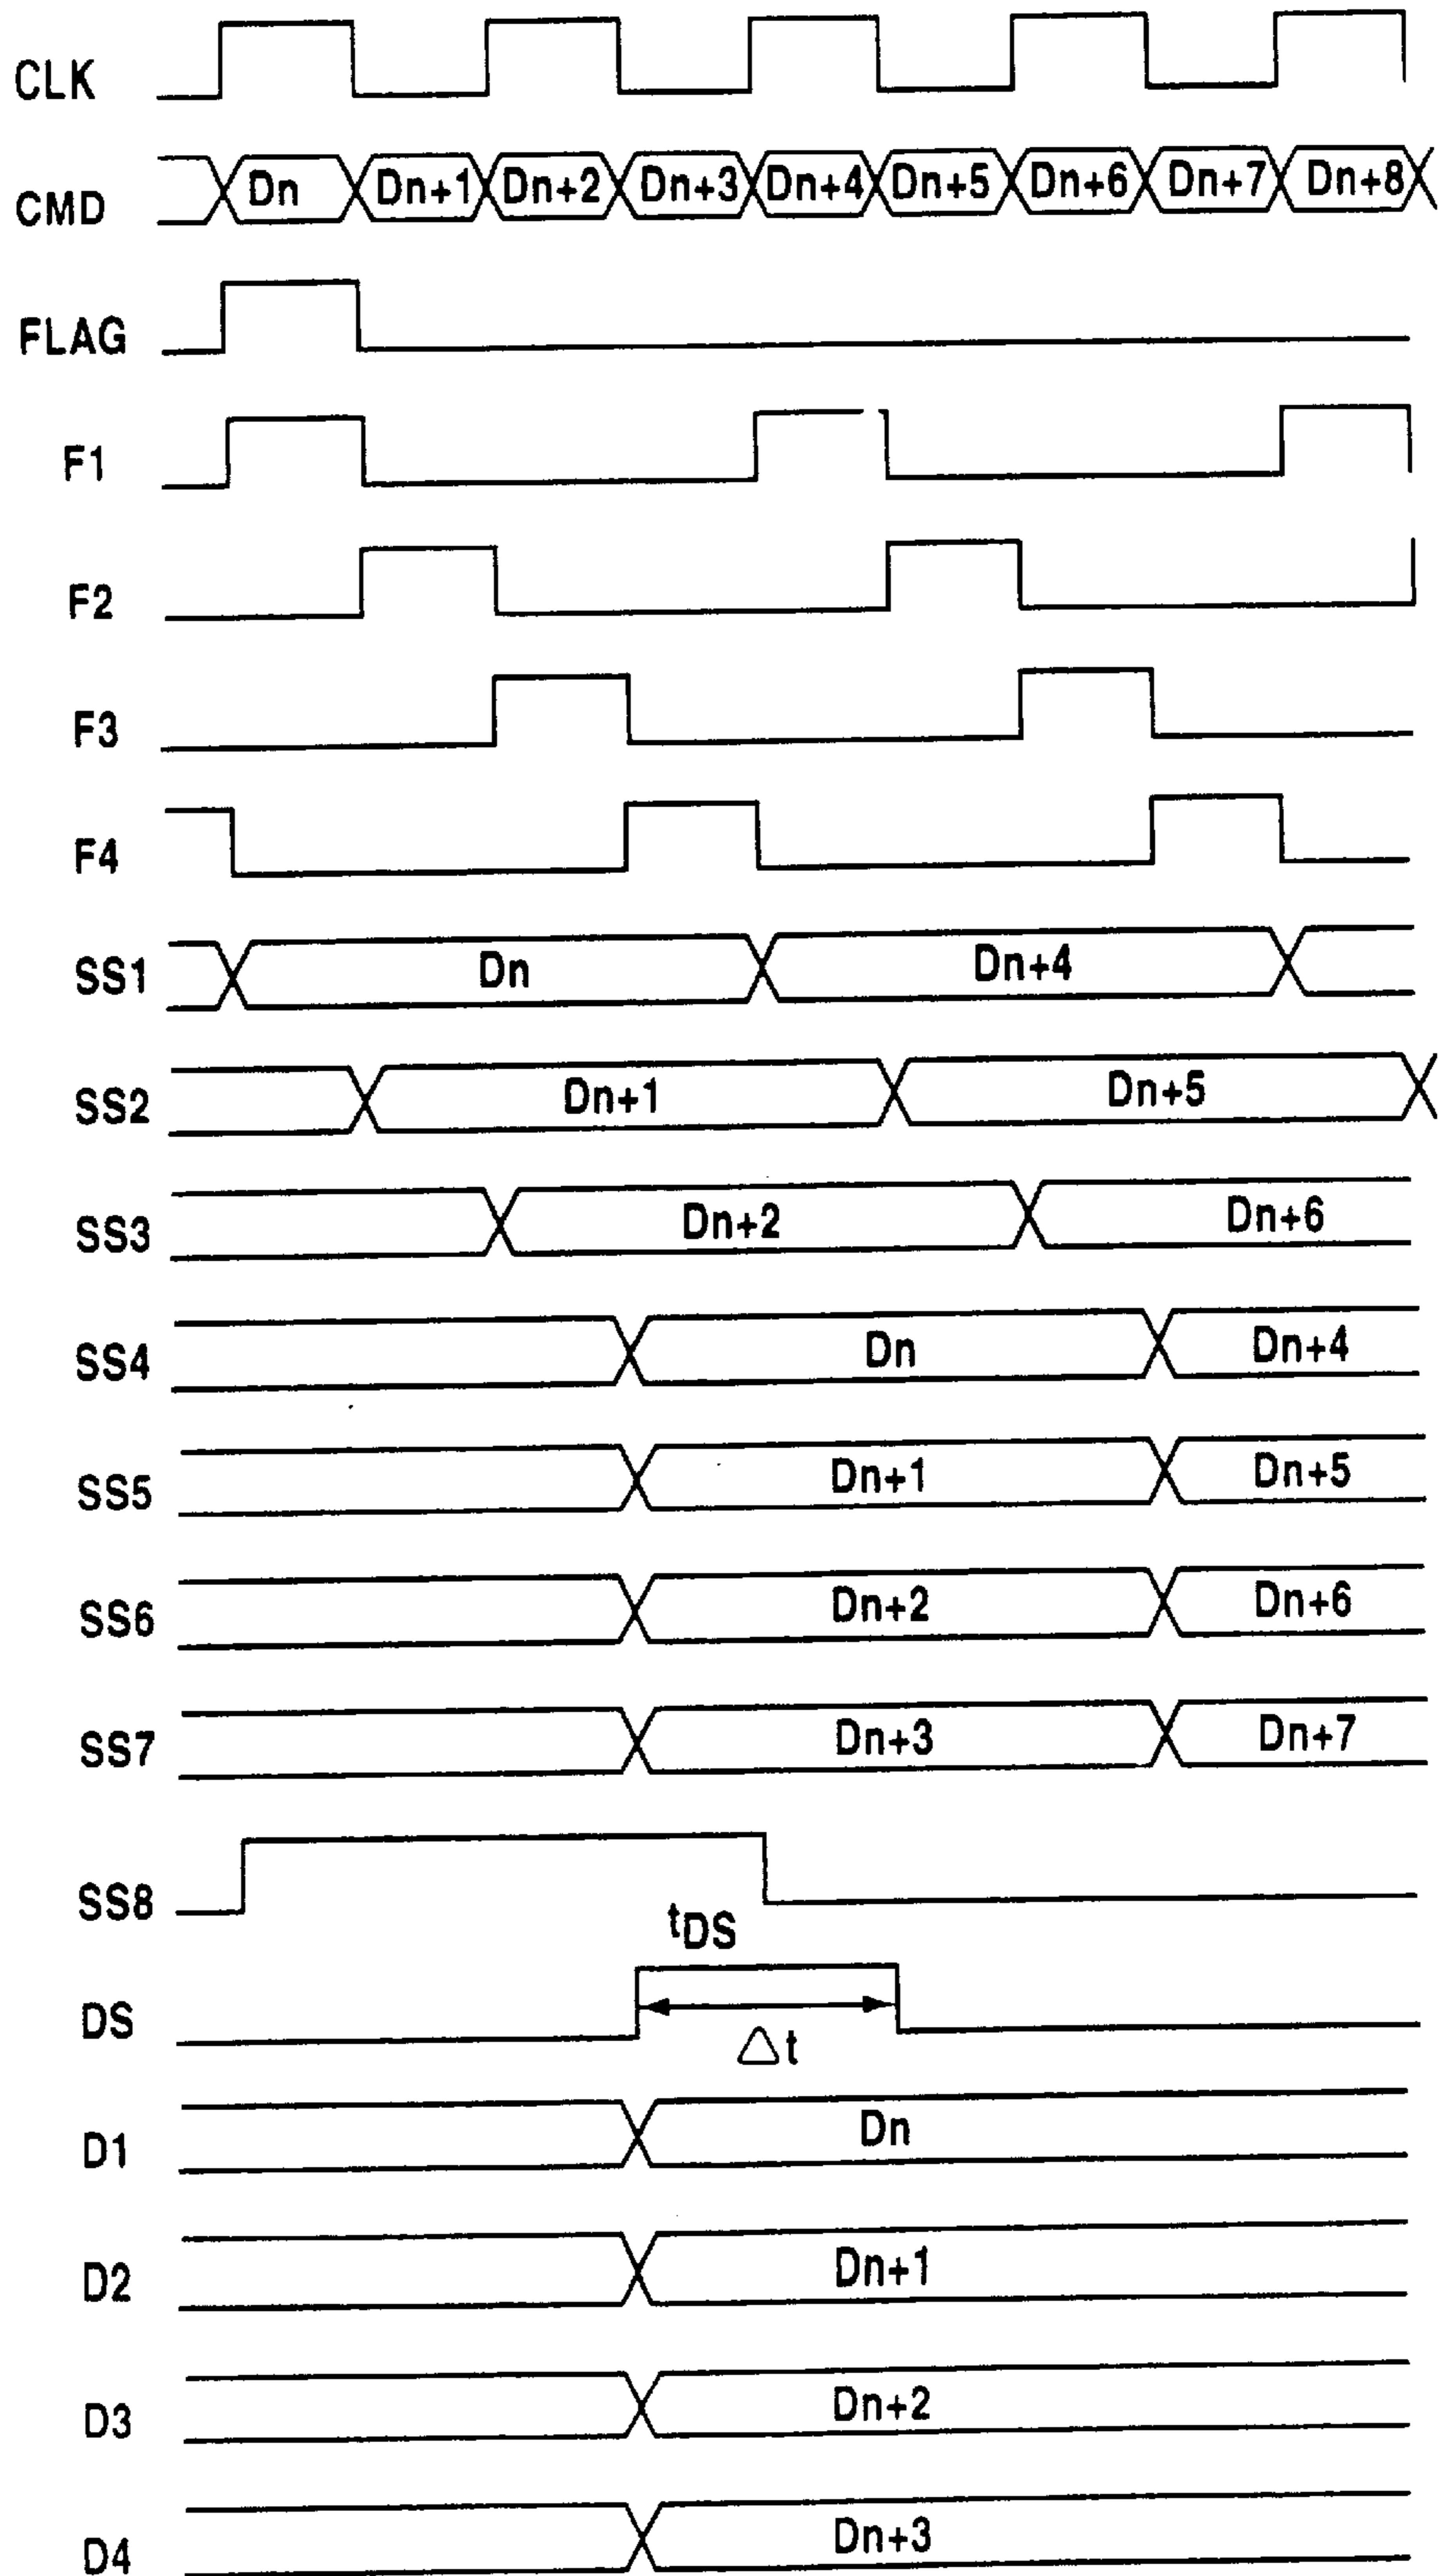 CLK
CMD Dn Dn+1 Dn+2 Dn+3 Dn+4 Dn+5 Dn+6 Dn+7 Dn+8
FLAG
F1
F2
F3
F4
SS1 Dn Dn+4
SS2 Dn+1 Dn+5
SS3 Dn+2 Dn+6
SS4 Dn Dn+4
SS5 Dn+1 Dn+5
SS6 Dn+2 Dn+6
SS7 Dn+3 Dn+7
SS8
tDS
DS
△t
D1 Dn
D2 Dn+1
D3 Dn+2
D4 Dn+3